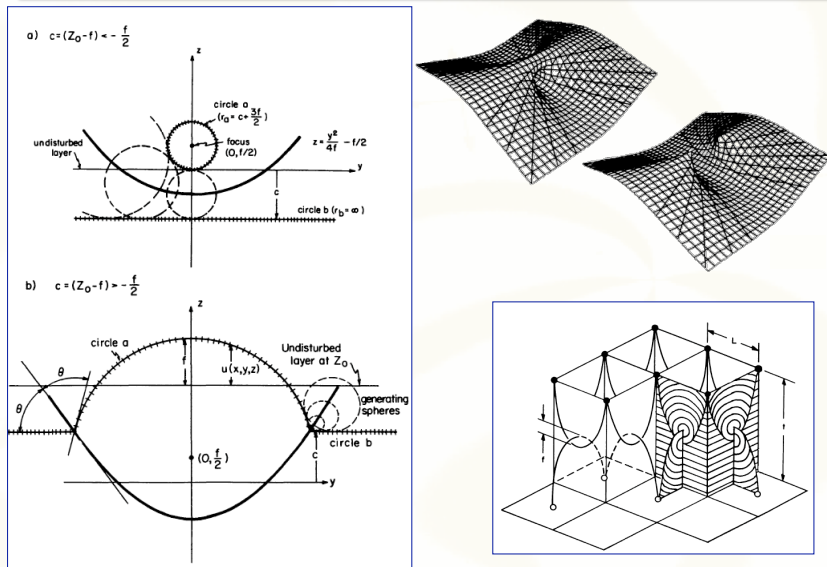 a) c=(Z₀-f) < - f/2
z
circle a
(rₐ = c + 3f/2)
focus
(0, f/2)
z = y²/4f - f/2
undisturbed
layer
y
c
circle b (r_b = ∞)
b) c=(Z₀-f) > - f/2
z
circle a
Undisturbed
layer at Z₀
θ
f
u(x,y,z)
θ
generating
spheres
circle b
(0, f/2)
c
y
L
f